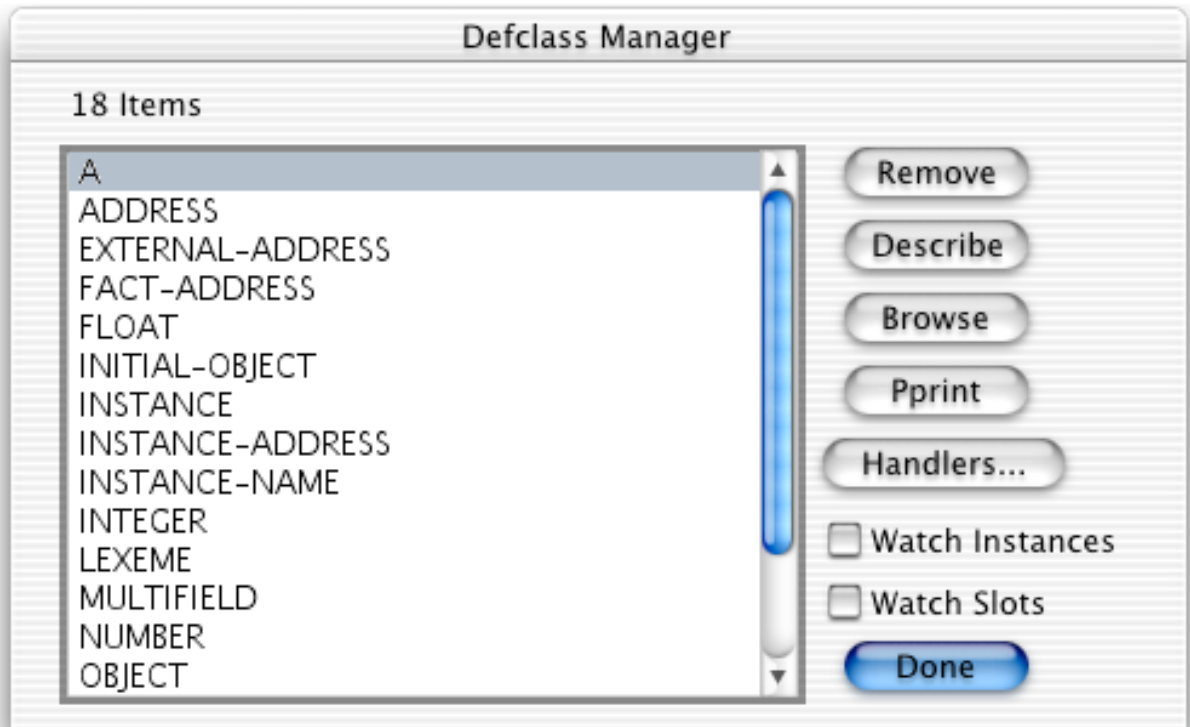 Defclass Manager
18 Items
A
ADDRESS
EXTERNAL-ADDRESS
FACT-ADDRESS
FLOAT
INITIAL-OBJECT
INSTANCE
INSTANCE-ADDRESS
INSTANCE-NAME
INTEGER
LEXEME
MULTIFIELD
NUMBER
OBJECT
Remove
Describe
Browse
Pprint
Handlers...
Watch Instances
Watch Slots
Done